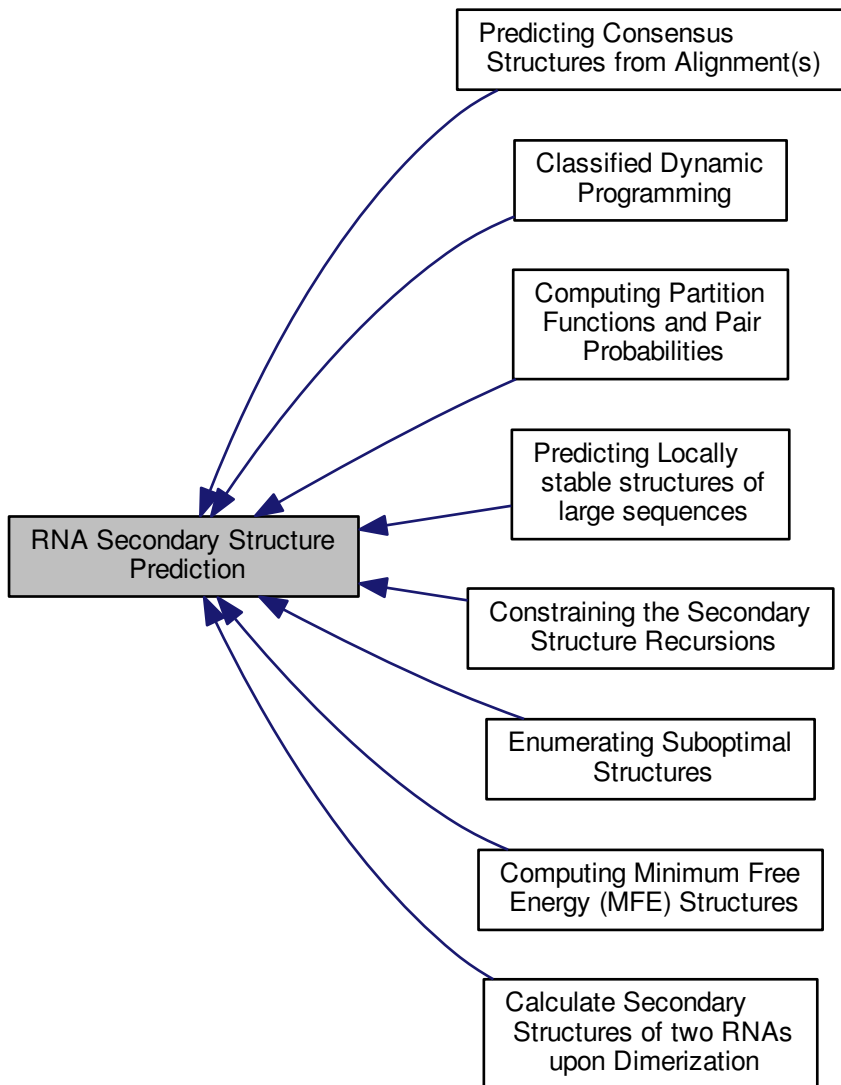 Predicting Consensus
Structures from Alignment(s)
Classified Dynamic
Programming
Computing Partition
Functions and Pair
Probabilities
Predicting Locally
stable structures of
large sequences
RNA Secondary Structure
Prediction
Constraining the Secondary
Structure Recursions
Enumerating Suboptimal
Structures
Computing Minimum Free
Energy (MFE) Structures
Calculate Secondary
Structures of two RNAs
upon Dimerization